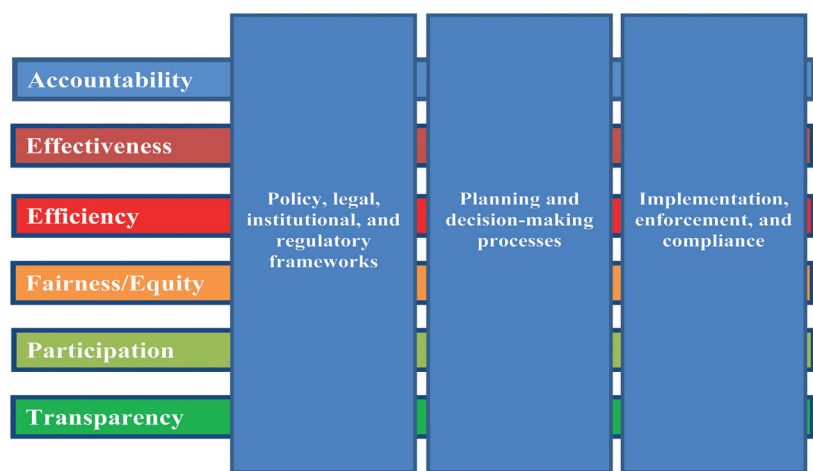 Accountability
Effectiveness
Efficiency
Fairness/Equity
Participation
Transparency
Policy, legal,
institutional, and
regulatory
frameworks
Planning and
decision-making
processes
Implementation,
enforcement, and
compliance